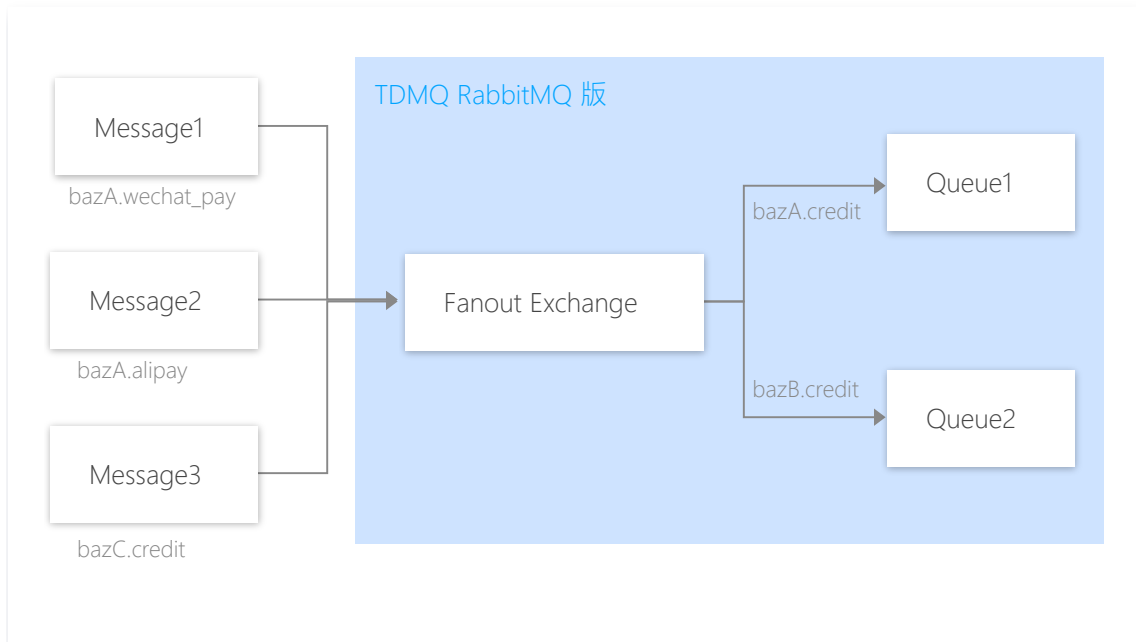 TDMQ RabbitMQ 版
Message1
bazA.wechat_pay
Message2
bazA.alipay
Message3
bazC.credit
Fanout Exchange
bazA.credit
Queue1
bazB.credit
Queue2